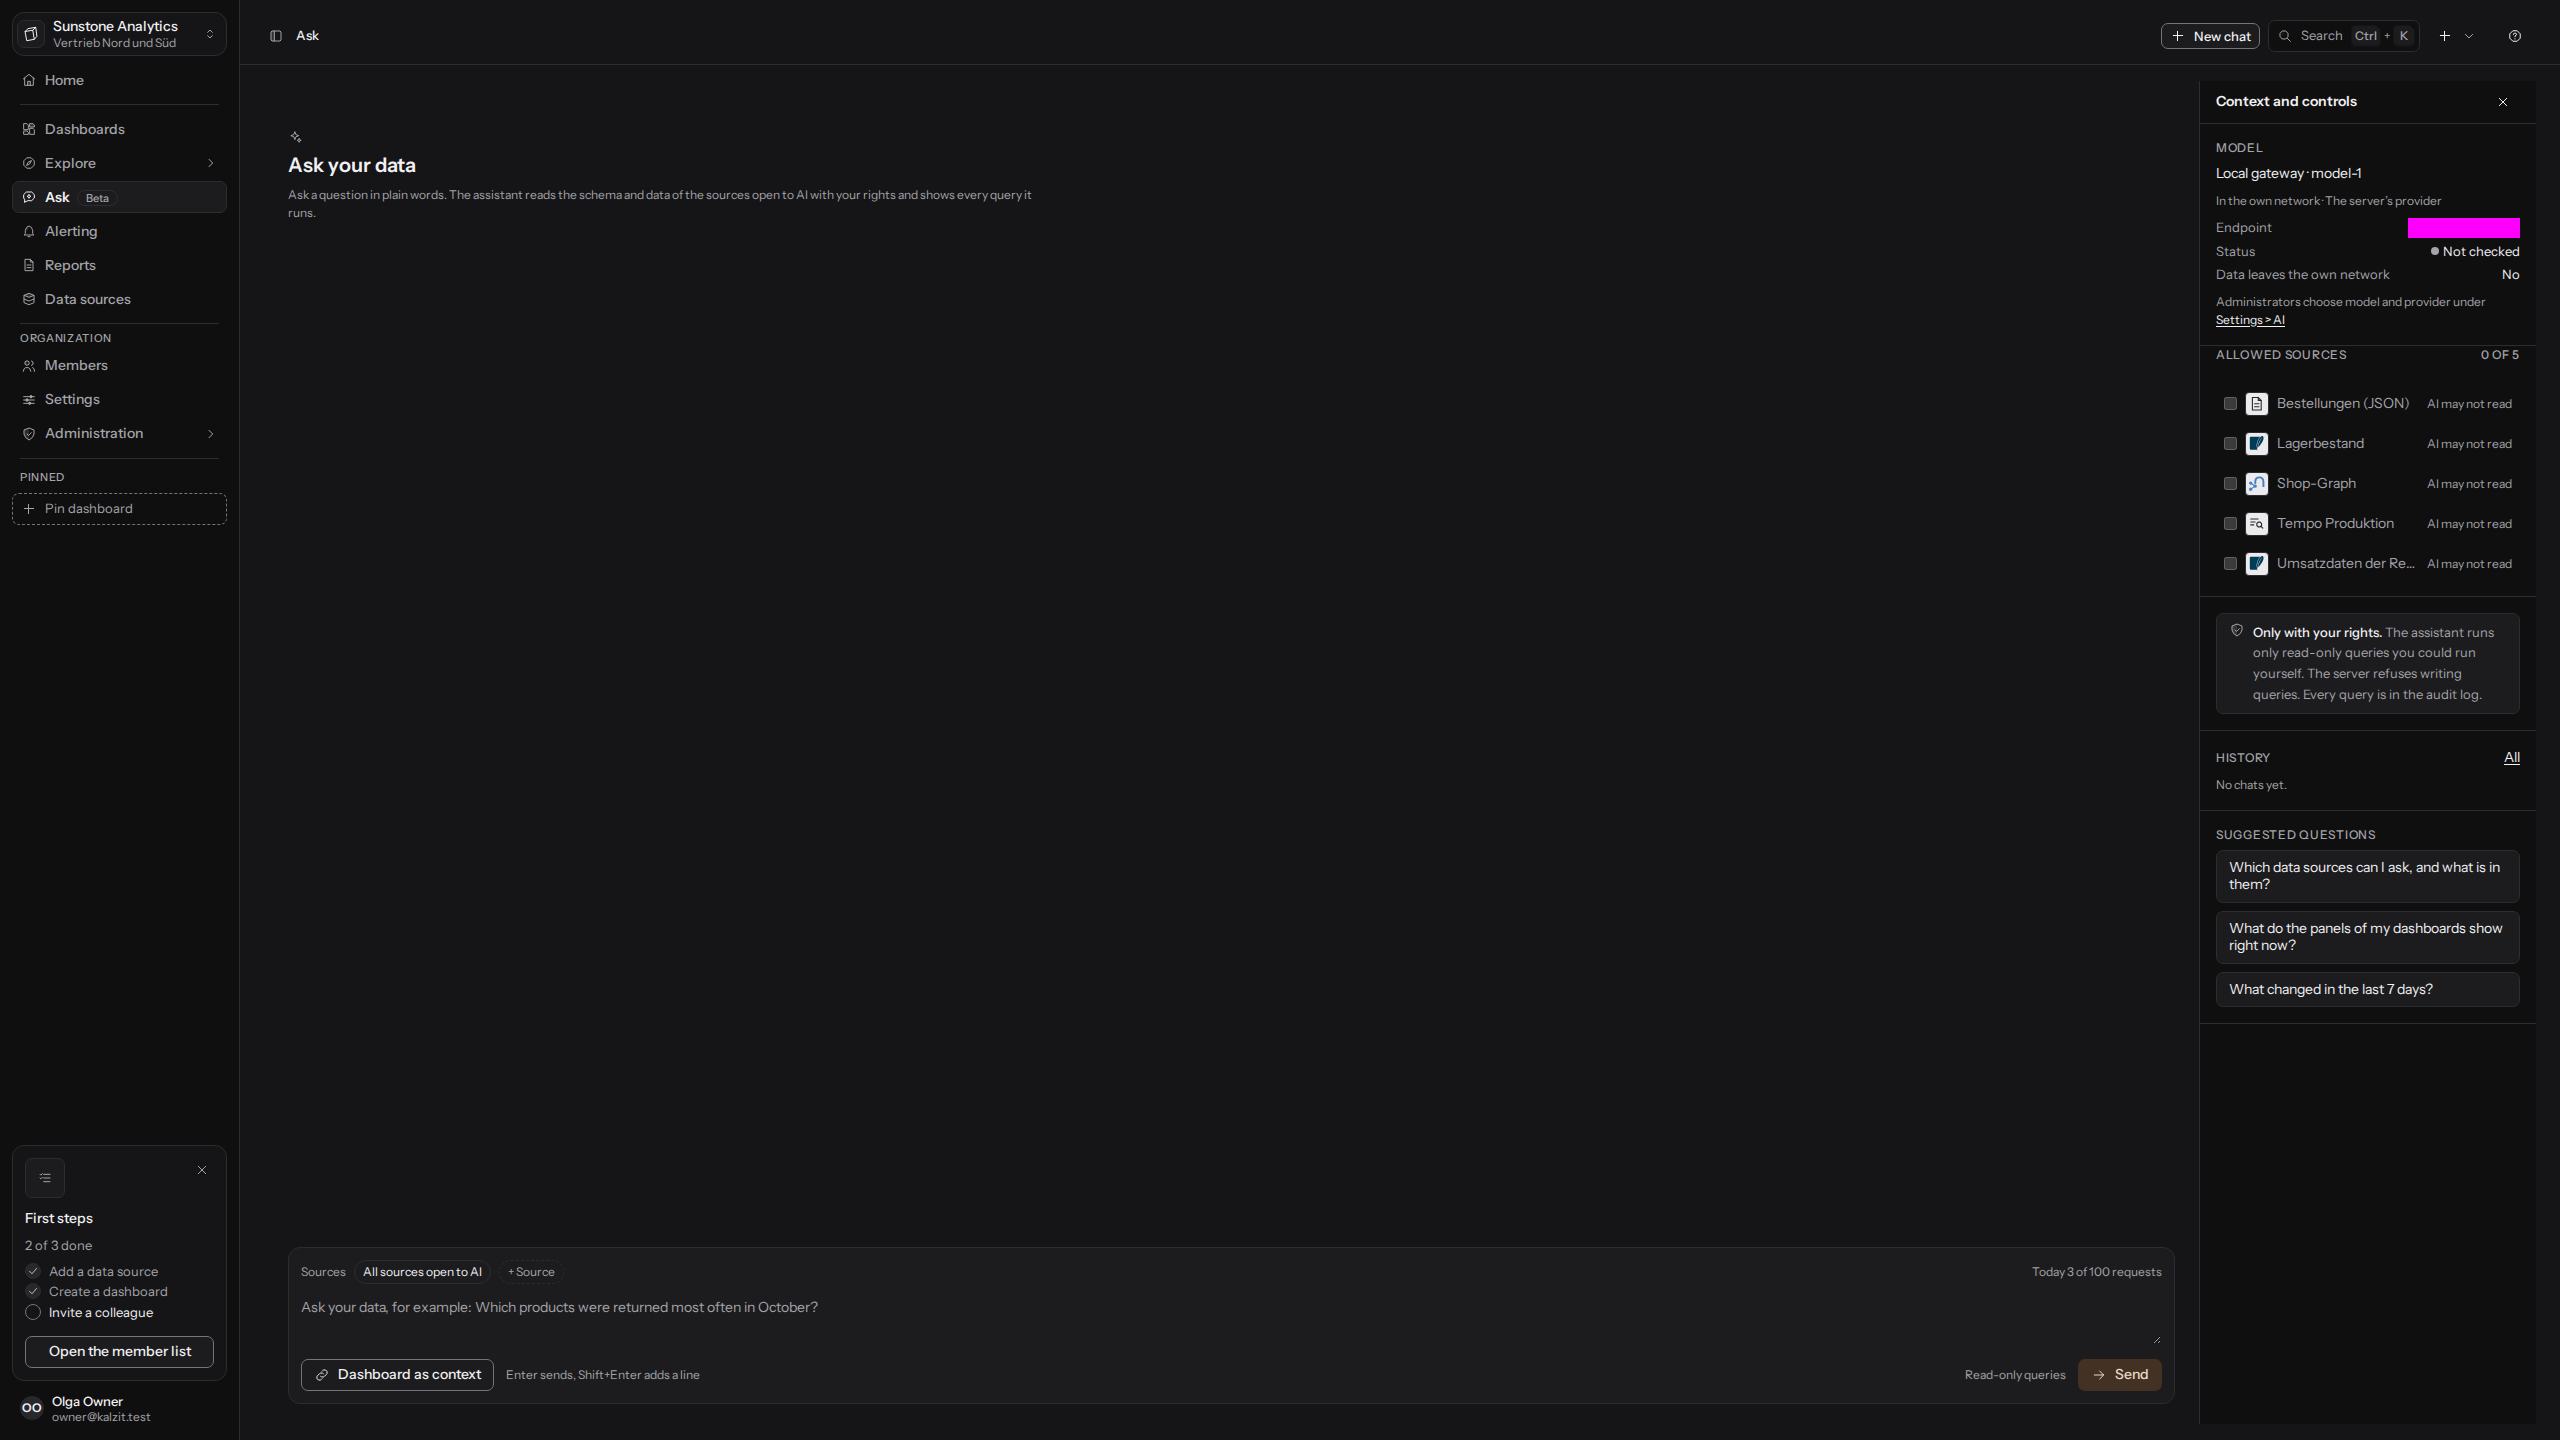 Sunstone Analytics
Vertrieb Nord und Süd
Home
Dashboards
Explore
Ask Beta
Alerting
Reports
Data sources
ORGANIZATION
Members
Settings
Administration
PINNED
Pin dashboard
First steps
2 of 3 done
Add a data source
Create a dashboard
Invite a colleague
Open the member list
OO
Olga Owner
owner@kalzit.test
Ask
New chat
Search Ctrl + K
Ask your data
Ask a question in plain words. The assistant reads the schema and data of the sources open to AI with your rights and shows every query it
runs.
Sources All sources open to AI + Source Today 3 of 100 requests
Ask your data, for example: Which products were returned most often in October?
Dashboard as context Enter sends, Shift+Enter adds a line Read-only queries Send
Context and controls
MODEL
Local gateway · model-1
In the own network · The server's provider
Endpoint
Status Not checked
Data leaves the own network No
Administrators choose model and provider under
Settings > AI
ALLOWED SOURCES 0 OF 5
Bestellungen (JSON) AI may not read
Lagerbestand AI may not read
Shop-Graph AI may not read
Tempo Produktion AI may not read
Umsatzdaten der Re... AI may not read
Only with your rights. The assistant runs
only read-only queries you could run
yourself. The server refuses writing
queries. Every query is in the audit log.
HISTORY All
No chats yet.
SUGGESTED QUESTIONS
Which data sources can I ask, and what is in
them?
What do the panels of my dashboards show
right now?
What changed in the last 7 days?